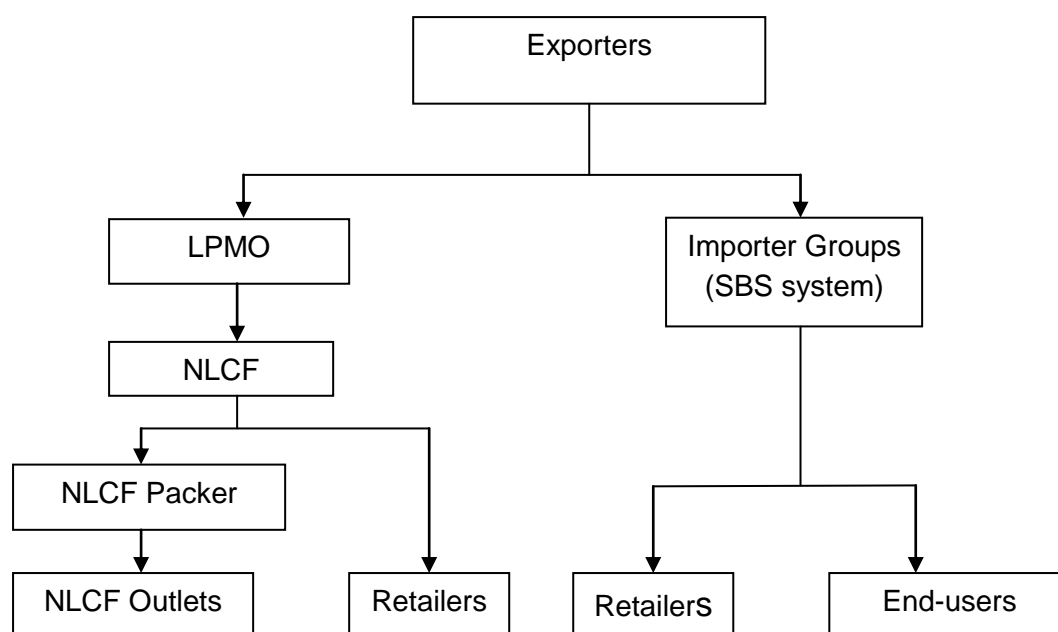 Exporters
LPMO
Importer Groups
(SBS system)
NLCF
NLCF Packer
NLCF Outlets
Retailers
Retailers
End-users